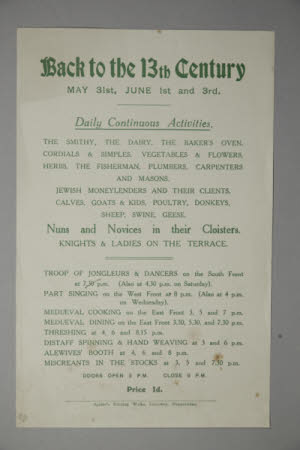 Back to the 13th Century
MAY 31st, JUNE 1st and 3rd.
Daily Continuous Activities.
THE SMITHY, THE DAIRY, THE BAKER'S OVEN,
CORDIALS & SIMPLES, VEGETABLES & FLOWERS,
HERBS, THE FISHERMAN, PLUMBERS, CARPENTERS
AND MASONS.
JEWISH MONEYLENDERS AND THEIR CLIENTS.
CALVES, GOATS & KIDS, POULTRY, DONKEYS,
SHEEP, SWINE, GEESE.
Nuns and Novices in their Cloisters.
KNIGHTS & LADIES ON THE TERRACE.
TROOP OF JONGLEURS & DANCERS on the South Front
at 7.30 p.m. (Also at 4.30 p.m. on Saturday).
PART SINGING on the West Front at 8 p.m. (Also at 4 p.m.
on Wednesday).
MEDIÆVAL COOKING on the East Front 3, 5 and 7 p.m.
MEDIÆVAL DINING on the East Front 3.30, 5.30, and 7.30 p.m.
THRESHING at 4, 6 and 8.15 p.m.
DISTAFF SPINNING & HAND WEAVING at 3 and 6 p.m.
ALEWIVES' BOOTH at 4, 6 and 8 p.m.
MISCREANTS IN THE STOCKS at 3, 5 and 7.30 p.m.
DOORS OPEN 3 P.M. CLOSE 9 P.M.
Price 1d.
Printing Works,